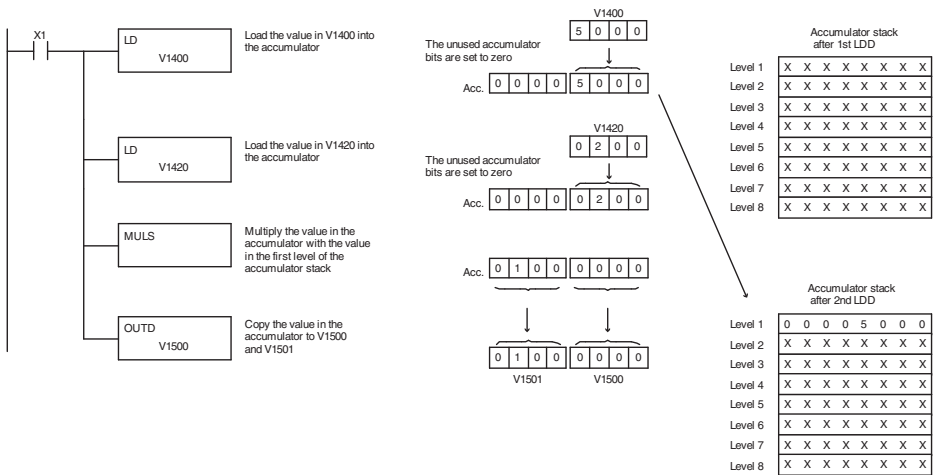 X1
LD
V1400
Load the value in V1400 into
the accumulator
LD
V1420
Load the value in V1420 into
the accumulator
MULS
Multiply the value in the
accumulator with the value
in the first level of the
accumulator stack
OUTD
V1500
Copy the value in the
accumulator to V1500
and V1501
V1400
5 0 0 0
The unused accumulator
bits are set to zero
Acc. 0 0 0 0 5 0 0 0
V1420
0 2 0 0
The unused accumulator
bits are set to zero
Acc. 0 0 0 0 0 2 0 0
Acc. 0 1 0 0 0 0 0 0
0 1 0 0 0 0 0 0
V1501 V1500
Accumulator stack
after 1st LDD
Level 1 X X X X X X X X
Level 2 X X X X X X X X
Level 3 X X X X X X X X
Level 4 X X X X X X X X
Level 5 X X X X X X X X
Level 6 X X X X X X X X
Level 7 X X X X X X X X
Level 8 X X X X X X X X
Accumulator stack
after 2nd LDD
Level 1 0 0 0 0 5 0 0 0
Level 2 X X X X X X X X
Level 3 X X X X X X X X
Level 4 X X X X X X X X
Level 5 X X X X X X X X
Level 6 X X X X X X X X
Level 7 X X X X X X X X
Level 8 X X X X X X X X